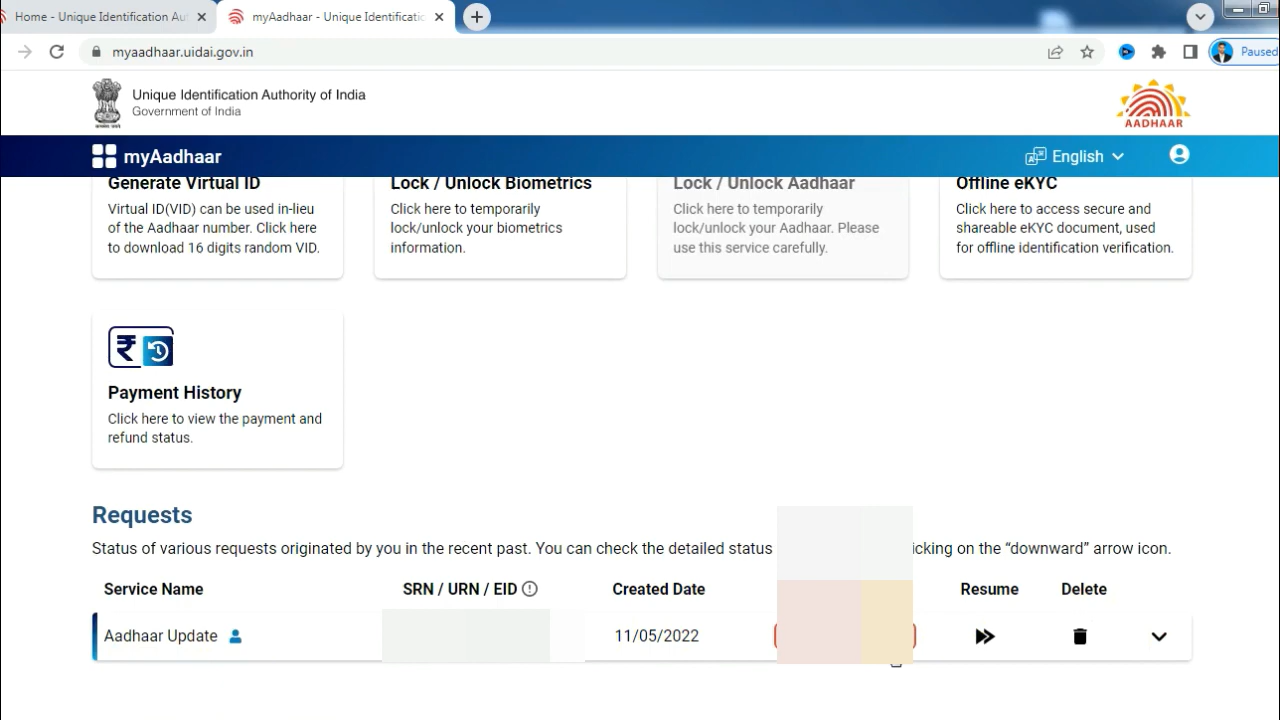 Home - Unique Identification Aut
myAadhaar - Unique Identificatic
myaadhaar.uidai.gov.in
Paused
Unique Identification Authority of India
Government of India
AADHAAR
myAadhaar
English
Generate Virtual ID
Virtual ID(VID) can be used in-lieu
of the Aadhaar number. Click here
to download 16 digits random VID.
Lock / Unlock Biometrics
Click here to temporarily
lock/unlock your biometrics
information.
Lock / Unlock Aadhaar
Click here to temporarily
lock/unlock your Aadhaar. Please
use this service carefully.
Offline eKYC
Click here to access secure and
shareable eKYC document, used
for offline identification verification.
Payment History
Click here to view the payment and
refund status.
Requests
Status of various requests originated by you in the recent past. You can check the detailed status icking on the “downward” arrow icon.
Service Name SRN / URN / EID Created Date Resume Delete
Aadhaar Update 11/05/2022